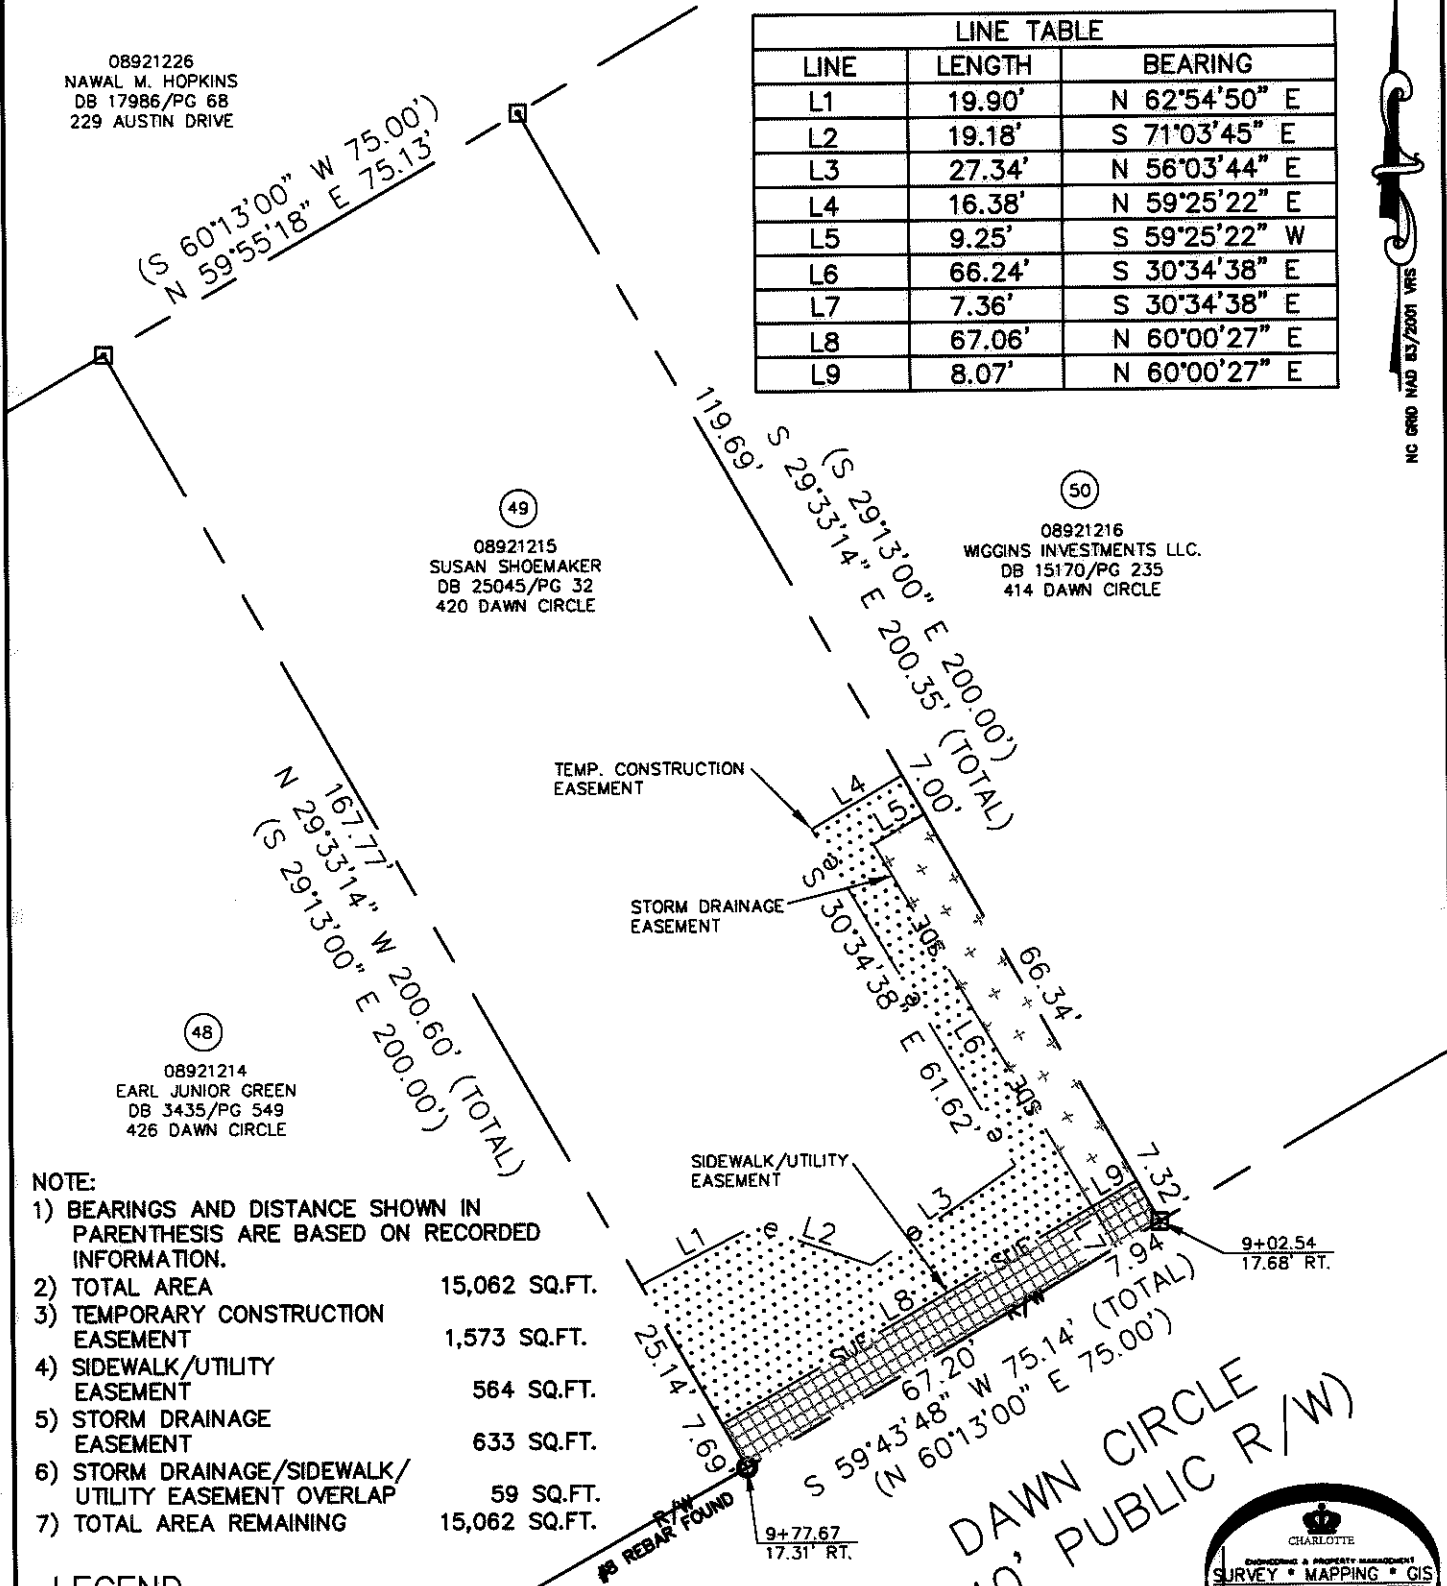 08921226
NAWAL M. HOPKINS
DB 17986/PG 68
229 AUSTIN DRIVE
(S 60°13'00" W 75.00')
N 59°55'18" E 75.13'
LINE TABLE
LINE LENGTH BEARING
L1 19.90' N 62°54'50" E
L2 19.18' S 71°03'45" E
L3 27.34' N 56°03'44" E
L4 16.38' N 59°25'22" E
L5 9.25' S 59°25'22" W
L6 66.24' S 30°34'38" E
L7 7.36' S 30°34'38" E
L8 67.06' N 60°00'27" E
L9 8.07' N 60°00'27" E
NC GRID NAD 83/2001 VRS
119.69'
(S 29°13'00" E 200.00')
S 29°33'14" E 200.35' (TOTAL)
49
08921215
SUSAN SHOEMAKER
DB 25045/PG 32
420 DAWN CIRCLE
50
08921216
WIGGINS INVESTMENTS LLC.
DB 15170/PG 235
414 DAWN CIRCLE
167.77'
N 29°33'14" W 200.60' (TOTAL)
(S 29°13'00" E 200.00')
TEMP. CONSTRUCTION
EASEMENT
L4
7.00'
L5
e
STORM DRAINAGE
EASEMENT
SDE
S 30°34'38" E 61.62'
e
L6
66.34'
SDE
e
48
08921214
EARL JUNIOR GREEN
DB 3435/PG 549
426 DAWN CIRCLE
SIDEWALK/UTILITY
EASEMENT
L1
e
L2
e
L3
L9
7.32'
L7
SUE
L8
SUE
R/W
7.94'
9+02.54
17.68' RT.
25.14'
7.69'
67.20'
S 59°43'48" W 75.14' (TOTAL)
(N 60°13'00" E 75.00')
NOTE:
1) BEARINGS AND DISTANCE SHOWN IN
PARENTHESIS ARE BASED ON RECORDED
INFORMATION.
2) TOTAL AREA 15,062 SQ.FT.
3) TEMPORARY CONSTRUCTION
EASEMENT 1,573 SQ.FT.
4) SIDEWALK/UTILITY
EASEMENT 564 SQ.FT.
5) STORM DRAINAGE
EASEMENT 633 SQ.FT.
6) STORM DRAINAGE/SIDEWALK/
UTILITY EASEMENT OVERLAP 59 SQ.FT.
7) TOTAL AREA REMAINING 15,062 SQ.FT.
R/W
REBAR FOUND
9+77.67
17.31' RT.
DAWN CIRCLE
0' PUBLIC R/W)
CHARLOTTE
ENGINEERING & PROPERTY MANAGEMENT
SURVEY * MAPPING * GIS
LEGEND